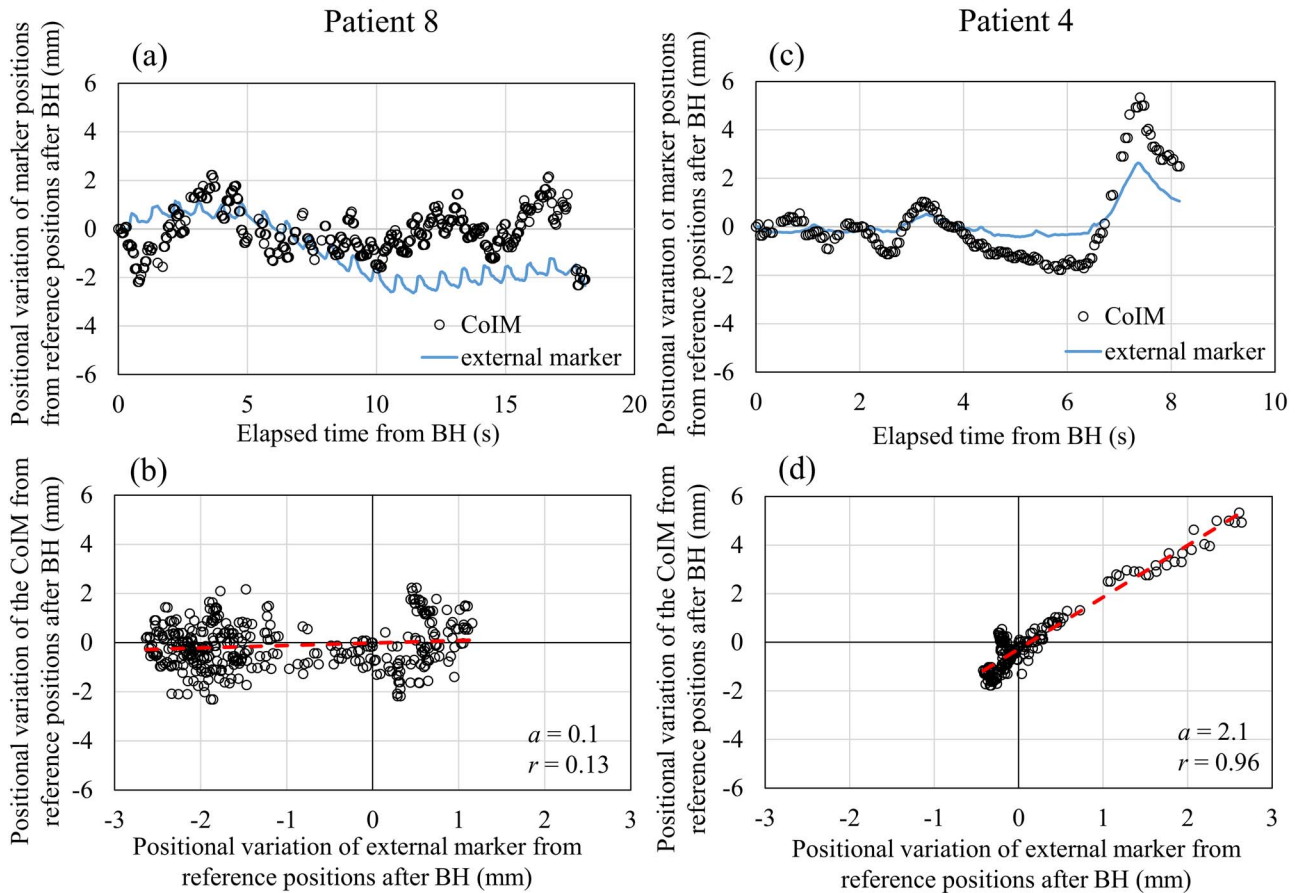 Patient 8
Patient 4
Positional variation of marker positions
from reference positions after BH (mm)
(a)
6
4
2
0
-2
-4
-6
CoIM
external marker
0
5
10
15
20
Elapsed time from BH (s)
Positional variation of marker positions
from reference positions after BH (mm)
(c)
6
4
2
0
-2
-4
-6
CoIM
external marker
0
2
4
6
8
10
Elapsed time from BH (s)
Positional variation of the CoIM from
reference positions after BH (mm)
(b)
6
4
2
0
-2
-4
-6
a = 0.1
r = 0.13
-3
-2
-1
0
1
2
3
Positional variation of external marker from
reference positions after BH (mm)
Positional variation of the CoIM from
reference positions after BH (mm)
(d)
6
4
2
0
-2
-4
-6
a = 2.1
r = 0.96
-3
-2
-1
0
1
2
3
Positional variation of external marker from
reference positions after BH (mm)